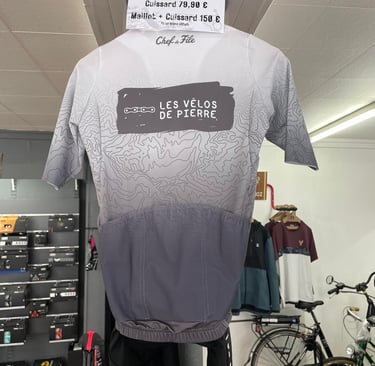 Cuissard 79,90 €
Maillot + Cuissard 150 €
Chef de File
LES VÉLOS
DE PIERRE